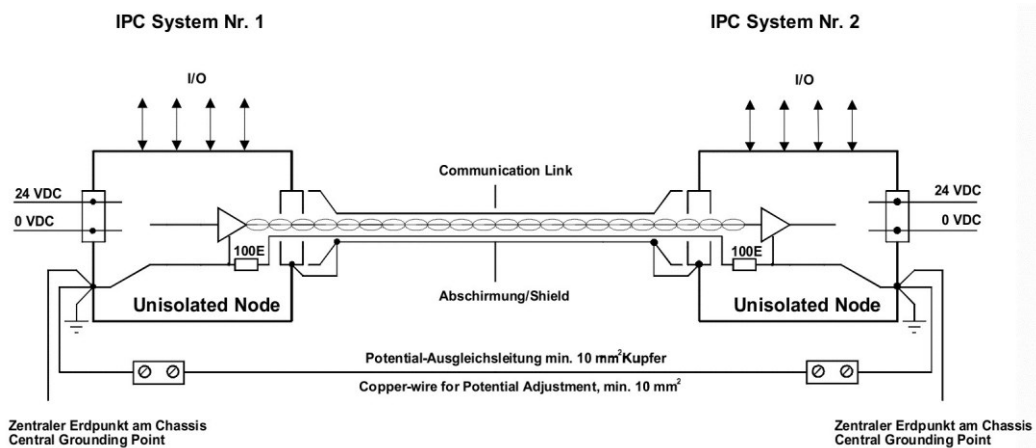 IPC System Nr. 1
IPC System Nr. 2
I/O
I/O
Communication Link
24 VDC
24 VDC
0 VDC
0 VDC
100E
100E
Abschirmung/Shield
Unisolated Node
Unisolated Node
Potential-Ausgleichsleitung min. 10 mm²Kupfer
Copper-wire for Potential Adjustment, min. 10 mm²
Zentraler Erdpunkt am Chassis
Central Grounding Point
Zentraler Erdpunkt am Chassis
Central Grounding Point